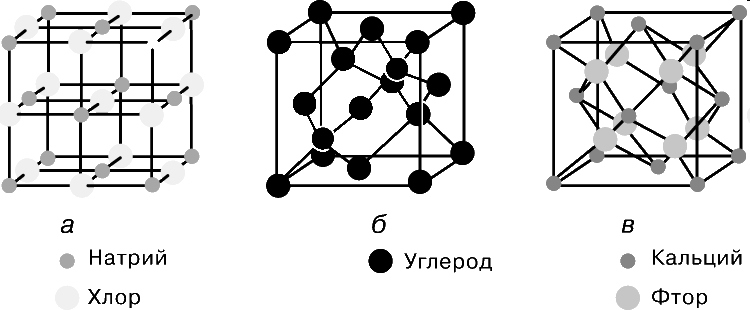 а
б
в
Натрий
Углерод
Кальций
Хлор
Фтор